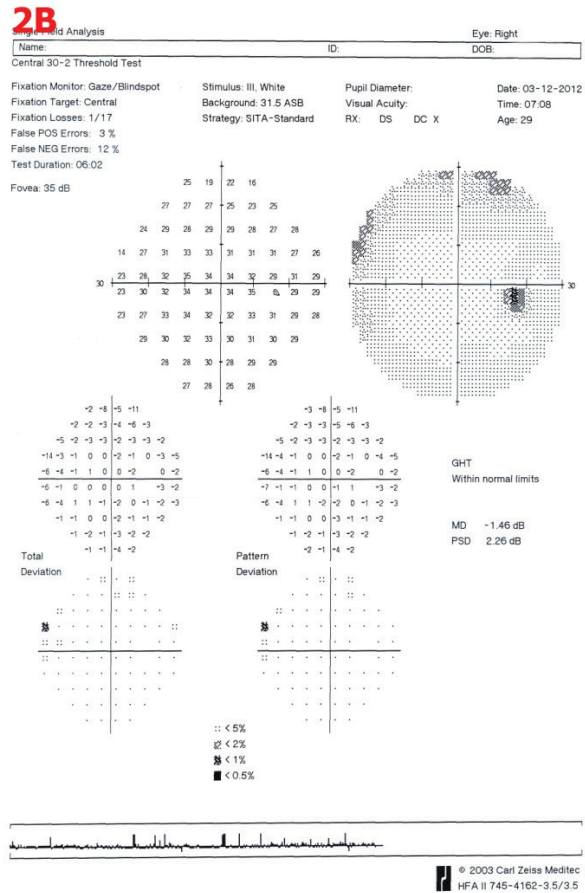 2B
Single Field Analysis Eye: Right
Name: ID: DOB:
Central 30-2 Threshold Test
Fixation Monitor: Gaze/Blindspot Stimulus: III, White Pupil Diameter: Date: 03-12-2012
Fixation Target: Central Background: 31.5 ASB Visual Acuity: Time: 07:08
Fixation Losses: 1/17 Strategy: SITA-Standard RX: DS DC X Age: 29
False POS Errors: 3 %
False NEG Errors: 12 %
Test Duration: 06:02
Fovea: 35 dB
25 19 22 16
27 27 27 25 23 25
24 29 28 29 29 28 27 28
14 27 31 33 33 31 31 31 27 26
30 23 28 32 35 34 34 32 29 31 29 30
23 30 32 34 34 34 35 29 29
23 27 33 34 32 32 33 31 29 28
29 30 32 33 30 31 30 29
28 28 30 28 29 29
27 28 26 28
-2 -8 -5 -11 -3 -8 -5 -11
-2 -2 -3 -4 -6 -3 -2 -3 -3 -5 -6 -3
-5 -2 -3 -2 -2 -3 -3 -2 -5 -2 -3 -2 -3 -3 -3 -2
-14 -3 -1 0 0 -2 -1 0 -3 -5 -14 -4 -1 0 0 -2 -1 0 -4 -5
-6 -4 -1 1 0 0 -2 0 -2 -6 -4 -1 1 0 0 -2 0 -2
-6 -1 0 0 0 0 1 -3 -2 -7 -1 -1 0 0 -1 1 -3 -2
-6 -4 1 1 -1 -2 0 -1 -2 -3 -6 -4 1 1 -2 -2 0 -1 -2 -3
-1 -1 0 0 -2 -1 -1 -2 -1 -1 0 0 -3 -1 -1 -2
-1 -2 -1 -3 -2 -2 -1 -2 -1 -3 -2 -2
-1 -1 -4 -2 -2 -1 -4 -2
GHT
Within normal limits
MD -1.46 dB
PSD 2.26 dB
Total Deviation
Pattern Deviation
< 5%
< 2%
< 1%
< 0.5%
© 2003 Carl Zeiss Meditec
HFA II 745-4162-3.5/3.5